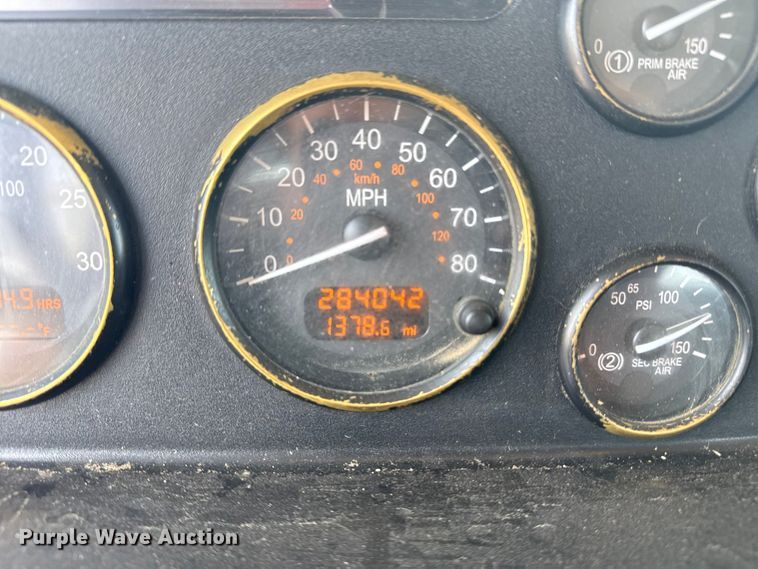 0 150
(1) PRIM BRAKE
AIR
20
100
25
30
HRS
°F
0 10 20 30 40 50 60 70 80
0 20 40 60 80 100 120
km/h
MPH
284042
1378.6 mi
0 50 65 100 150
PSI
(2) SEC BRAKE
AIR
Purple Wave Auction